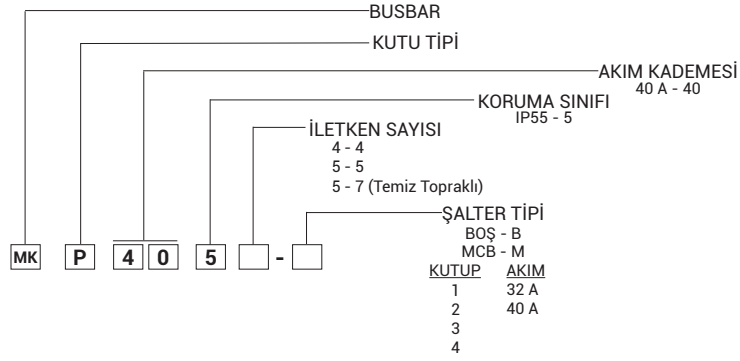 BUSBAR
KUTU TİPİ
AKIM KADEMESİ
40 A - 40
KORUMA SINIFI
IP55 - 5
İLETKEN SAYISI
4 - 4
5 - 5
5 - 7 (Temiz Topraklı)
ŞALTER TİPİ
BOŞ - B
MCB - M
MK P 4 0 5 -
KUTUP AKIM
1 32 A
2 40 A
3
4